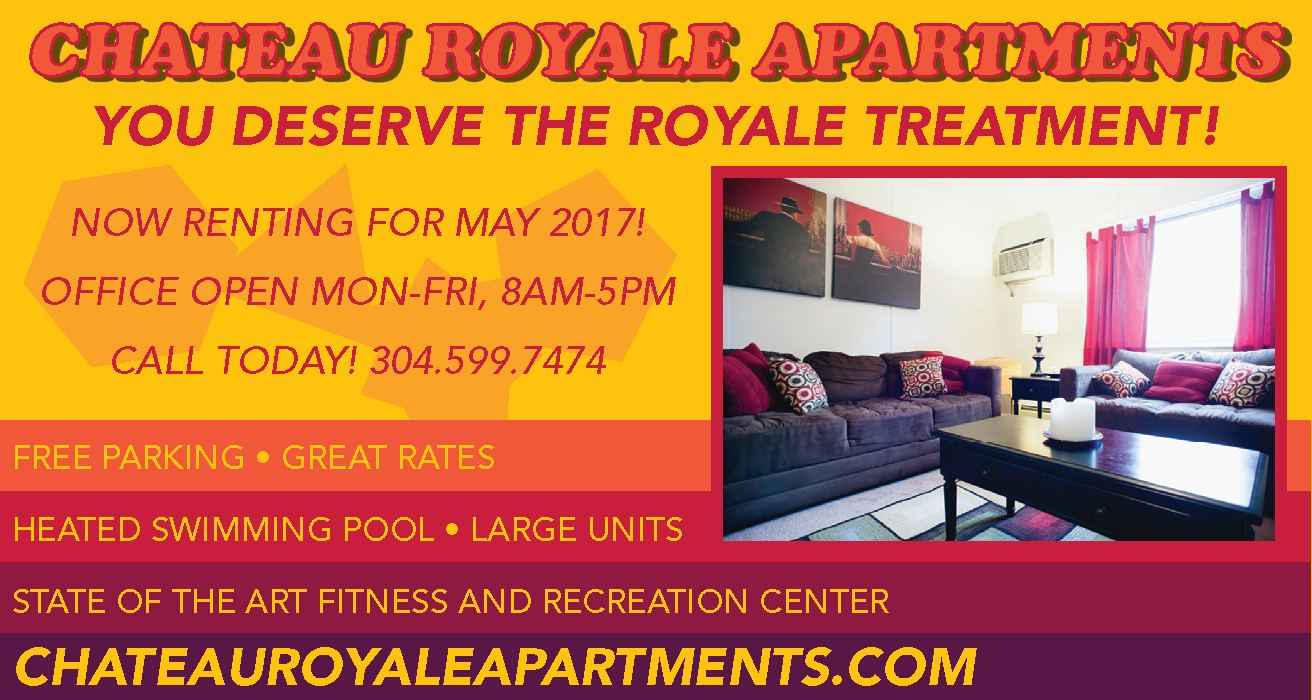 CHATEAU ROYALE APARTMENTS
YOU DESERVE THE ROYALE TREATMENT!
NOW RENTING FOR MAY 2017!
OFFICE OPEN MON-FRI, 8AM-5PM
CALL TODAY! 304.599.7474
FREE PARKING • GREAT RATES
HEATED SWIMMING POOL • LARGE UNITS
STATE OF THE ART FITNESS AND RECREATION CENTER
CHATEAUROYALEAPARTMENTS.COM